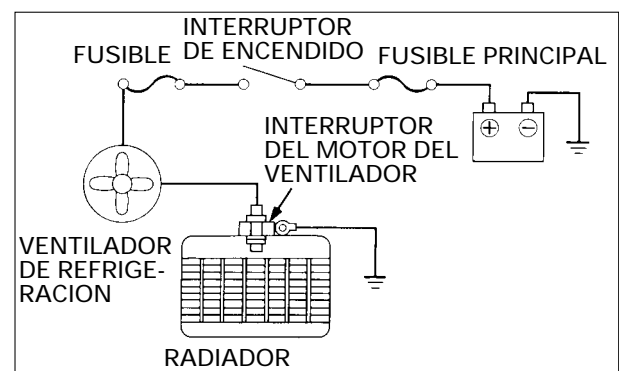 INTERRUPTOR
DE ENCENDIDO
FUSIBLE
FUSIBLE PRINCIPAL
INTERRUPTOR
DEL MOTOR DEL
VENTILADOR
VENTILADOR
DE REFRIGE-
RACION
RADIADOR